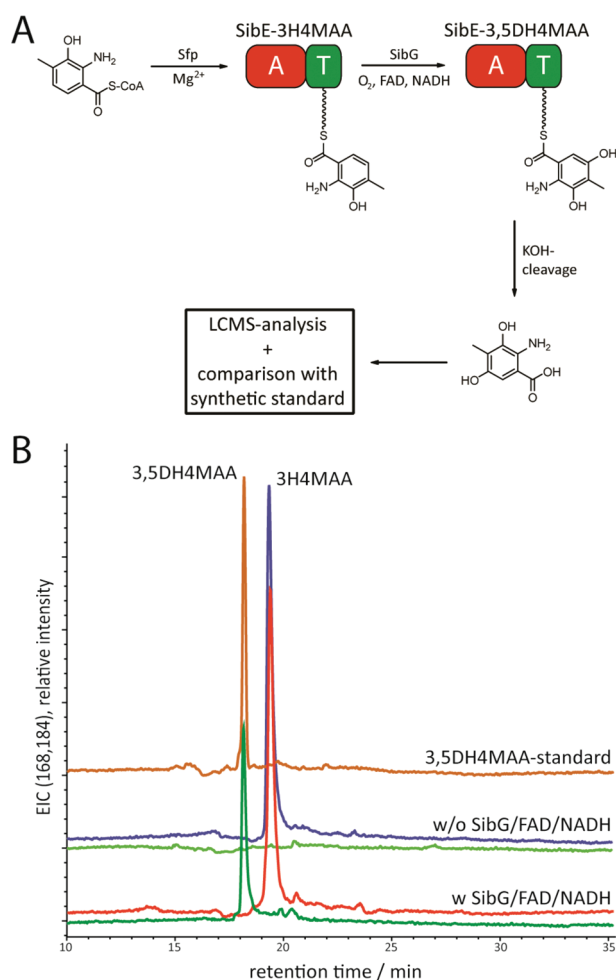 A
SibE-3H4MAA
SibE-3,5DH4MAA
OH
NH₂
S-CoA
O
Sfp
Mg²⁺
A T
SibG
O₂, FAD, NADH
A T
S
O
H₂N
OH
S
O
OH
H₂N
OH
KOH-
cleavage
LCMS-analysis
+
comparison with
synthetic standard
OH
NH₂
HO
OH
O
B
3,5DH4MAA
3H4MAA
EIC (168,184), relative intensity
3,5DH4MAA-standard
w/o SibG/FAD/NADH
w SibG/FAD/NADH
10 15 20 25 30 35
retention time / min